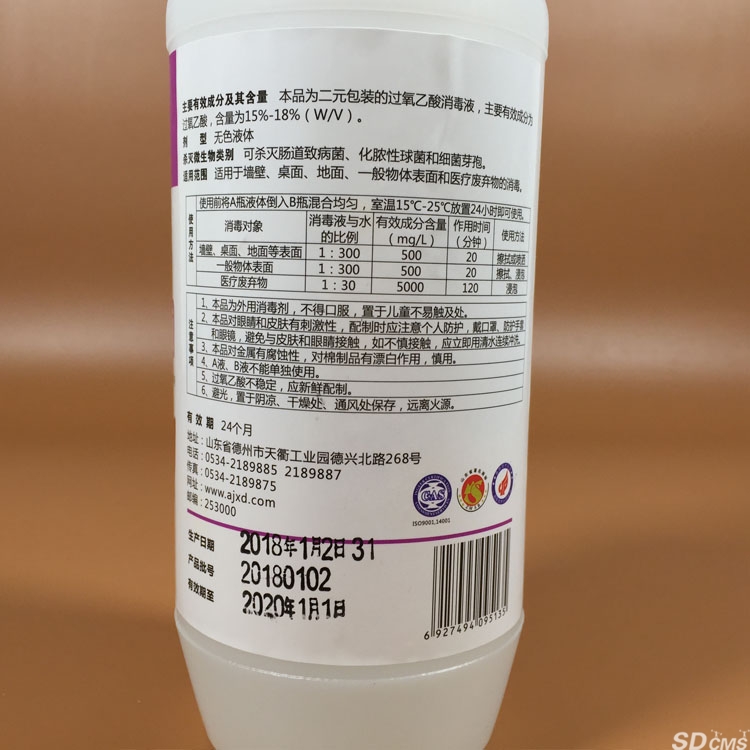 主要有效成分及其含量 本品为二元包装的过氧乙酸消毒液，主要有效成分为
过氧乙酸，含量为15%-18%（W/V）。
剂 型 无色液体
杀灭微生物类别 可杀灭肠道致病菌、化脓性球菌和细菌芽孢。
适用范围 适用于墙壁、桌面、地面、一般物体表面和医疗废弃物的消毒。
使用方法
使用前将A瓶液体倒入B瓶混合均匀，室温15℃-25℃放置24小时即可使用。
消毒对象 消毒液与水的比例 有效成分含量（mg/L） 作用时间（分钟） 使用方法
墙壁、桌面、地面等表面 1：300 500 20 擦拭或喷洒
一般物体表面 1：300 500 20 擦拭、浸泡
医疗废弃物 1：30 5000 120 浸泡
注意事项
1、本品为外用消毒剂，不得口服，置于儿童不易触及处。
2、本品对眼睛和皮肤有刺激性，配制时应注意个人防护，戴口罩、防护手套
和眼镜，避免与皮肤和眼睛接触，如不慎接触，应立即用清水连续冲洗。
3、本品对金属有腐蚀性，对棉制品有漂白作用，慎用。
4、A液、B液不能单独使用。
5、过氧乙酸不稳定，应新鲜配制。
6、避光，置于阴凉、干燥处、通风处保存，远离火源。
有 效 期 24个月
地址：山东省德州市天衢工业园德兴北路268号
电话：0534-2189885 2189887
传真：0534-2189875
网址：www.ajxd.com
邮编：253000
CAS
ISO9001,14001
生产日期 2018年1月2日 31
产品批号 20180102
有效期至 2020年1月1日
6 927494 095135
SDCMS